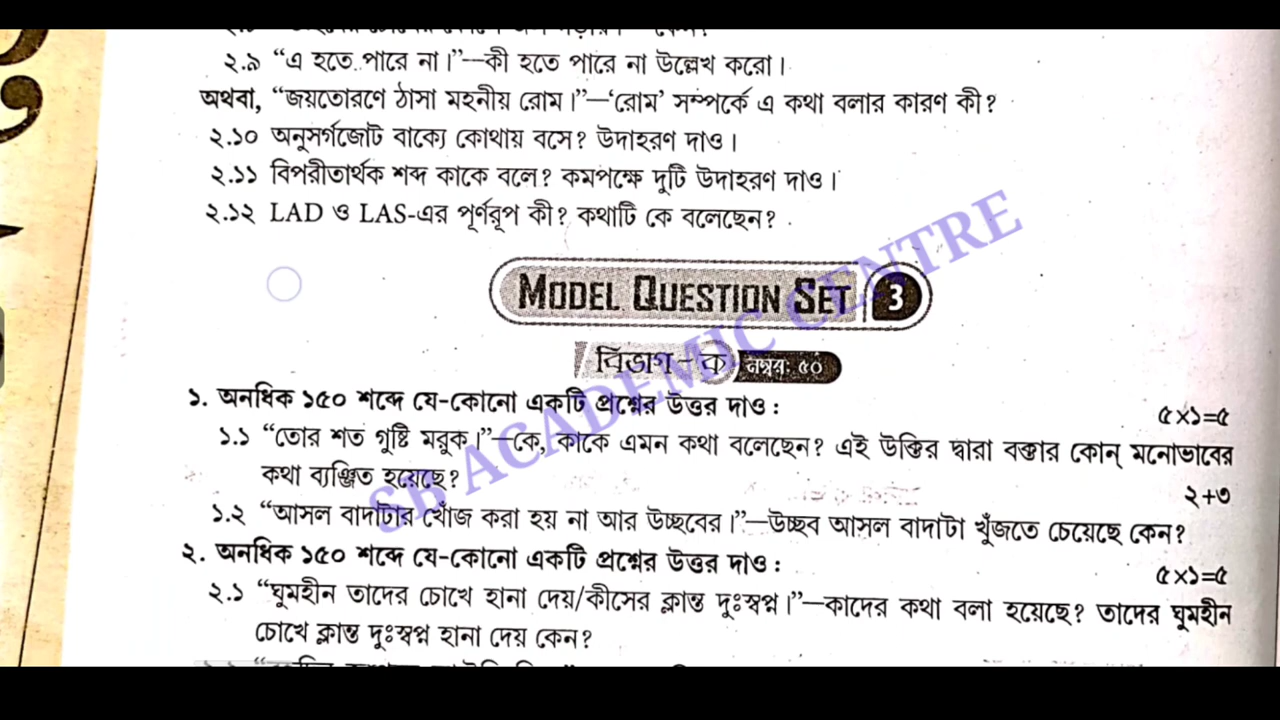 ২.৯ “এ হতে পারে না।”—কী হতে পারে না উল্লেখ করো।
অথবা, “জয়তোরণে ঠাসা মহনীয় রোম।”—‘রোম’ সম্পর্কে এ কথা বলার কারণ কী?
২.১০ অনুসর্গজোট বাক্যে কোথায় বসে? উদাহরণ দাও।
২.১১ বিপরীতার্থক শব্দ কাকে বলে? কমপক্ষে দুটি উদাহরণ দাও।
২.১২ LAD ও LAS-এর পূর্ণরূপ কী? কথাটি কে বলেছেন?
MODEL QUESTION SET 3
বিভাগ - ক নম্বর: ৫০
১. অনধিক ১৫০ শব্দে যে-কোনো একটি প্রশ্নের উত্তর দাও : ৫×১=৫
১.১ “তোর শত গুষ্টি মরুক।”—কে, কাকে এমন কথা বলেছেন? এই উক্তির দ্বারা বক্তার কোন্ মনোভাবের
কথা ব্যঞ্জিত হয়েছে? ২+৩
১.২ “আসল বাদাটার খোঁজ করা হয় না আর উচ্ছবের।”—উচ্ছব আসল বাদাটা খুঁজতে চেয়েছে কেন?
২. অনধিক ১৫০ শব্দে যে-কোনো একটি প্রশ্নের উত্তর দাও : ৫×১=৫
২.১ “ঘুমহীন তাদের চোখে হানা দেয়/কীসের ক্লান্ত দুঃস্বপ্ন।”—কাদের কথা বলা হয়েছে? তাদের ঘুমহীন
চোখে ক্লান্ত দুঃস্বপ্ন হানা দেয় কেন?
SB ACADEMIC CENTRE